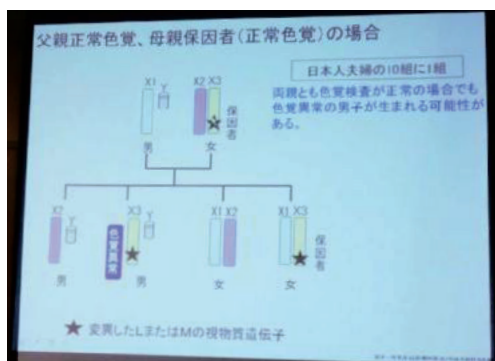 父親正常色覚、母親保因者(正常色覚)の場合
日本人夫婦の10組に1組
両親とも色覚検査が正常の場合でも
色覚異常の男子が生まれる可能性が
ある。
X1 Y
X2 X3
保因者
男
女
X2 Y
X3 Y
X1 X2
X1 X3
色覚異常
保因者
男
男
女
女
★ 変異したLまたはMの視物質遺伝子